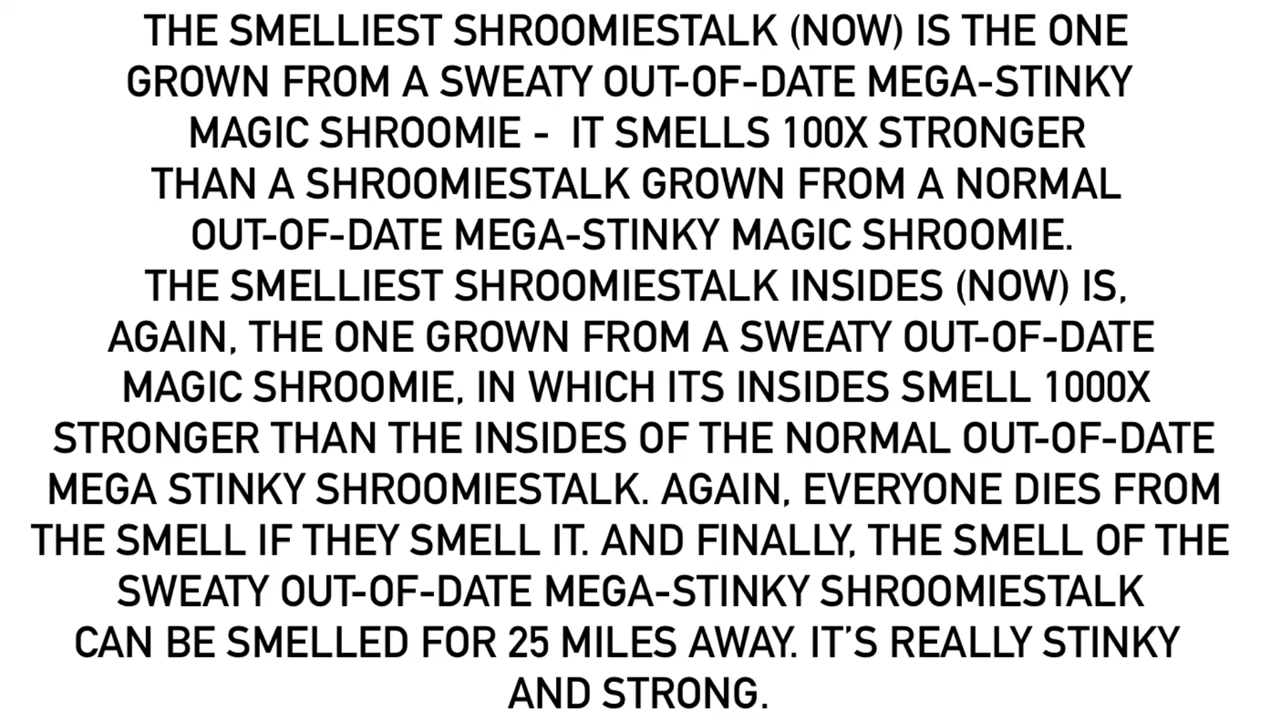 THE SMELLIEST SHROOMIESTALK (NOW) IS THE ONE
GROWN FROM A SWEATY OUT-OF-DATE MEGA-STINKY
MAGIC SHROOMIE - IT SMELLS 100X STRONGER
THAN A SHROOMIESTALK GROWN FROM A NORMAL
OUT-OF-DATE MEGA-STINKY MAGIC SHROOMIE.
THE SMELLIEST SHROOMIESTALK INSIDES (NOW) IS,
AGAIN, THE ONE GROWN FROM A SWEATY OUT-OF-DATE
MAGIC SHROOMIE, IN WHICH ITS INSIDES SMELL 1000X
STRONGER THAN THE INSIDES OF THE NORMAL OUT-OF-DATE
MEGA STINKY SHROOMIESTALK. AGAIN, EVERYONE DIES FROM
THE SMELL IF THEY SMELL IT. AND FINALLY, THE SMELL OF THE
SWEATY OUT-OF-DATE MEGA-STINKY SHROOMIESTALK
CAN BE SMELLED FOR 25 MILES AWAY. IT’S REALLY STINKY
AND STRONG.